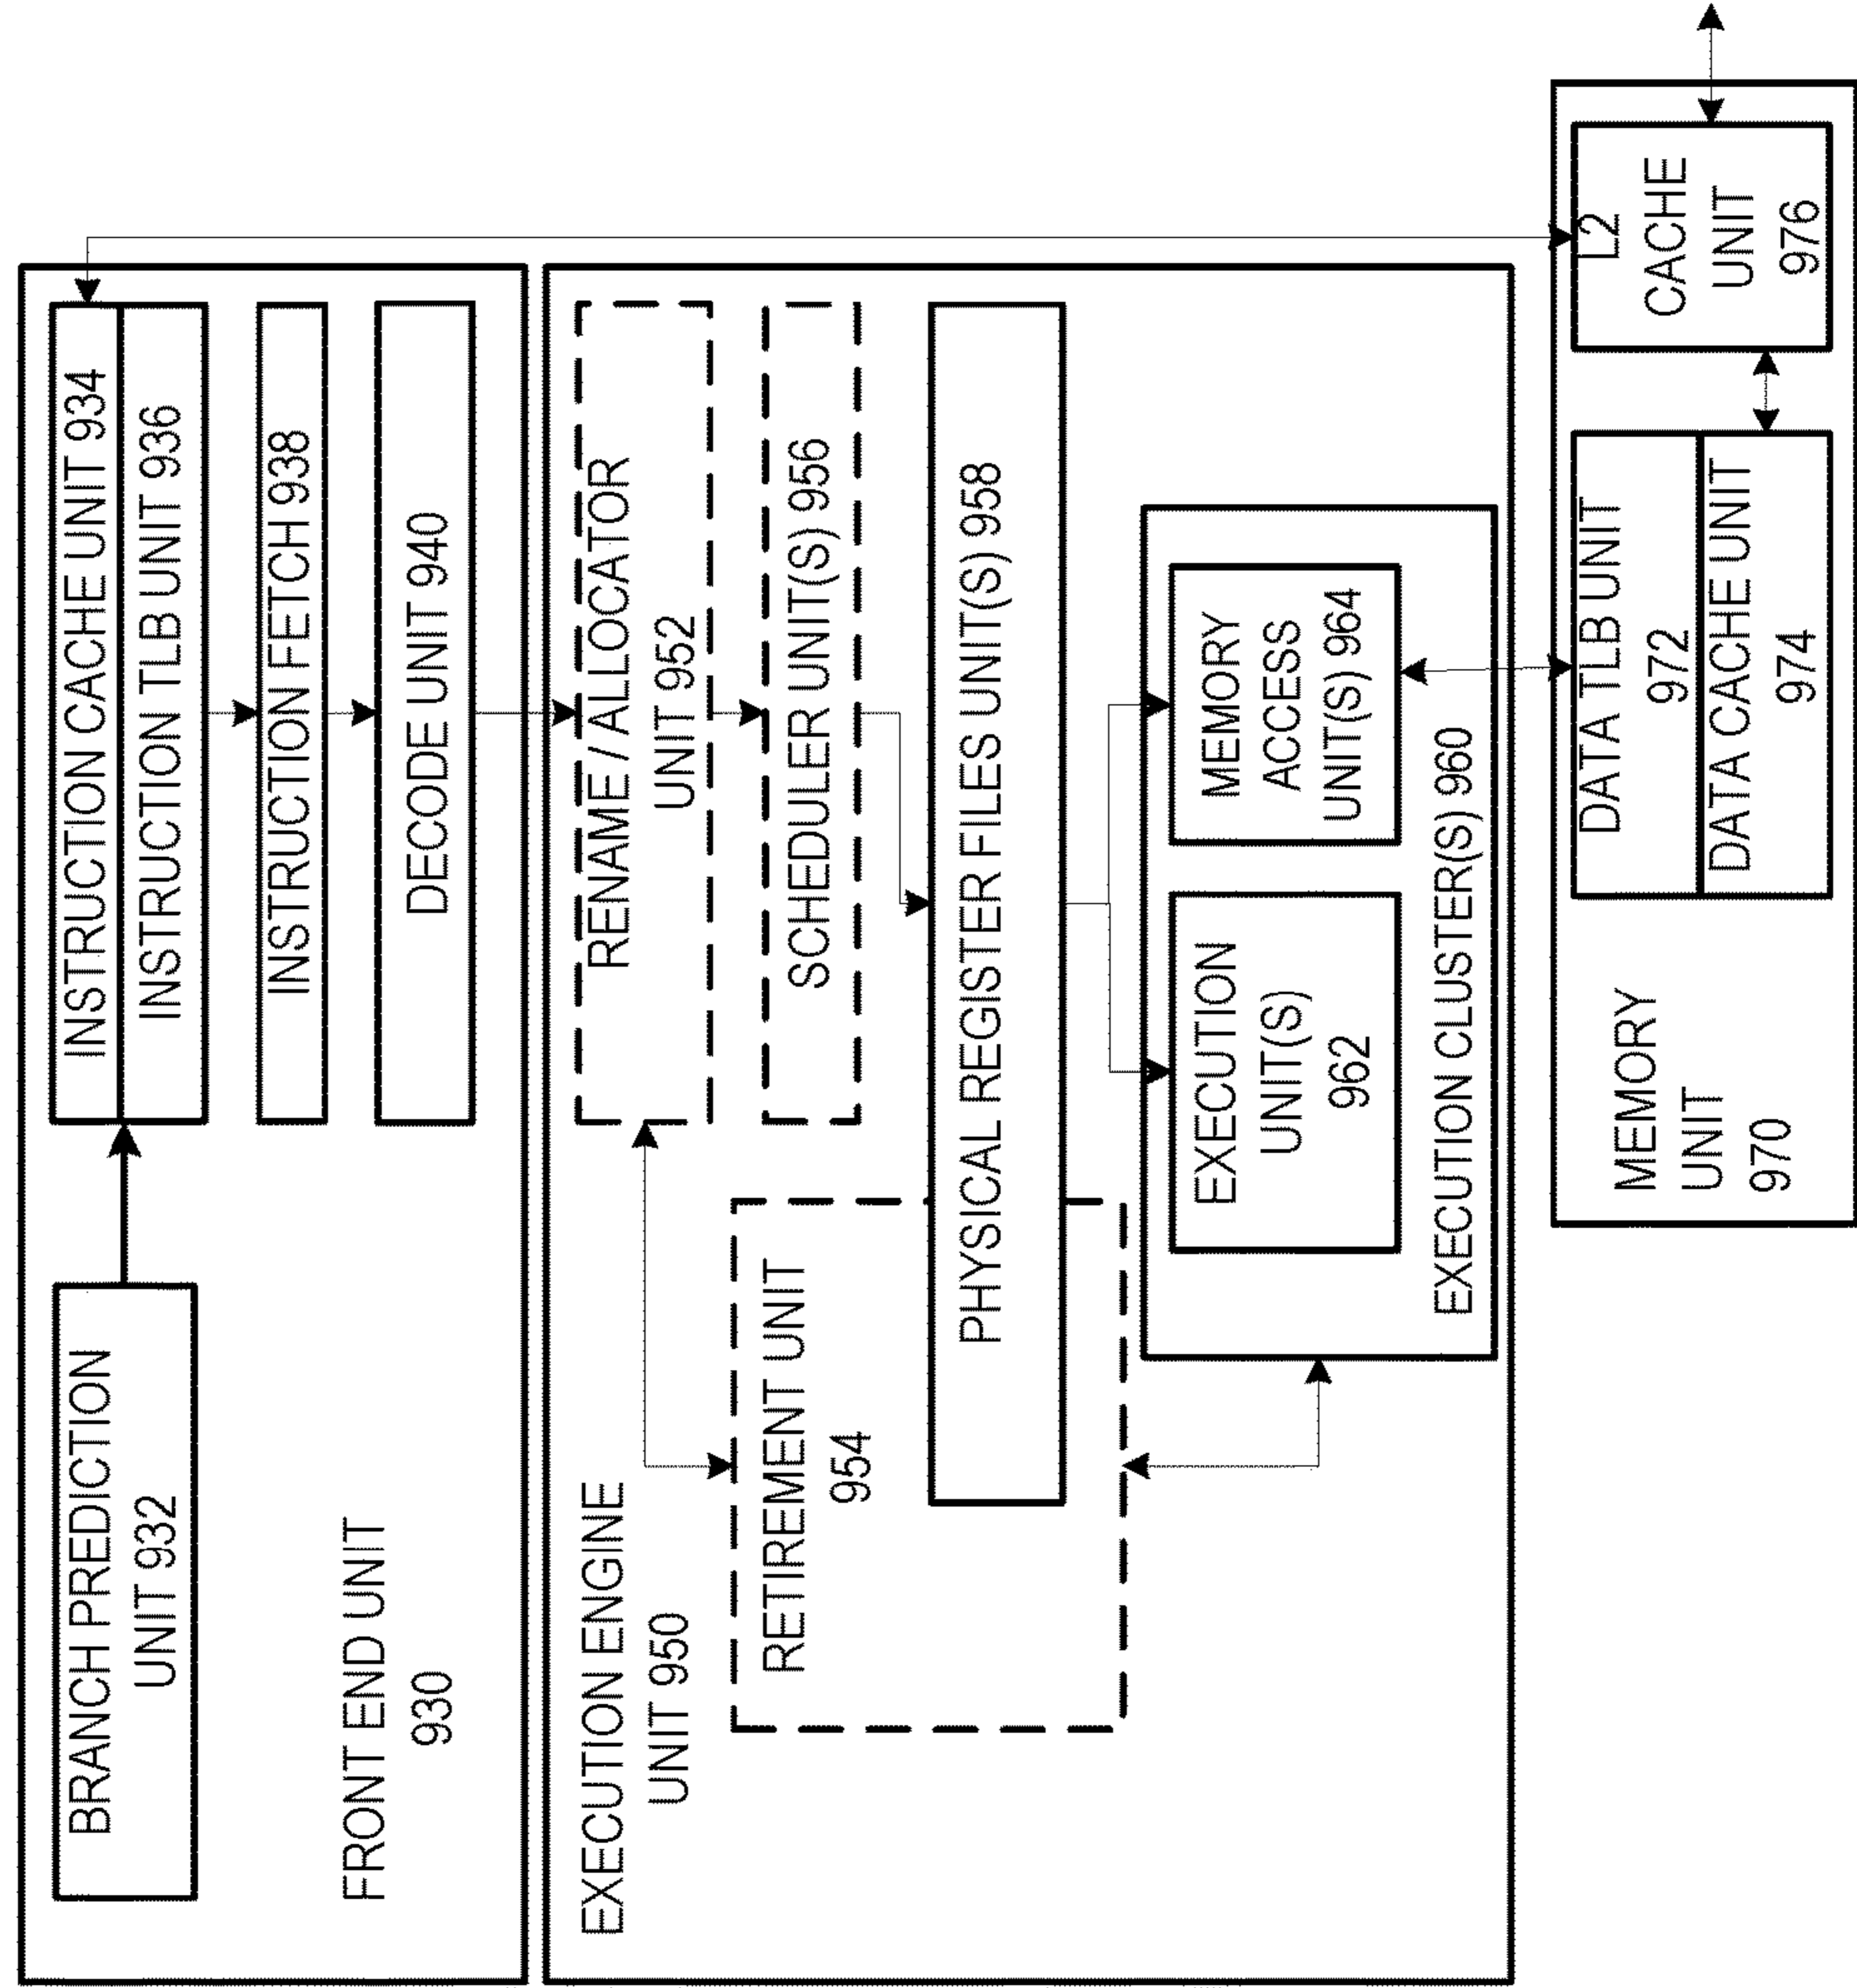 BRANCH PREDICTION
UNIT 932
INSTRUCTION CACHE UNIT 934
INSTRUCTION TLB UNIT 936
INSTRUCTION FETCH 938
DECODE UNIT 940
FRONT END UNIT
930
EXECUTION ENGINE
UNIT 950
RENAME / ALLOCATOR
UNIT 952
RETIREMENT UNIT
954
SCHEDULER UNIT(S) 956
PHYSICAL REGISTER FILES UNIT(S) 958
EXECUTION
UNIT(S)
962
MEMORY
ACCESS
UNIT(S) 964
EXECUTION CLUSTER(S) 960
MEMORY
UNIT
970
DATA TLB UNIT
972
DATA CACHE UNIT
974
L2
CACHE
UNIT
976